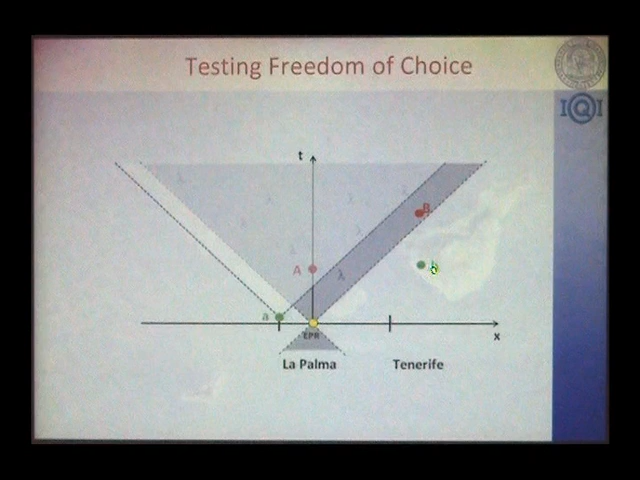 Testing Freedom of Choice
IQI
t
λ
λ
λ
λ
λ
λ
λ
λ
B
A
b
a
EPR
x
La Palma
Tenerife